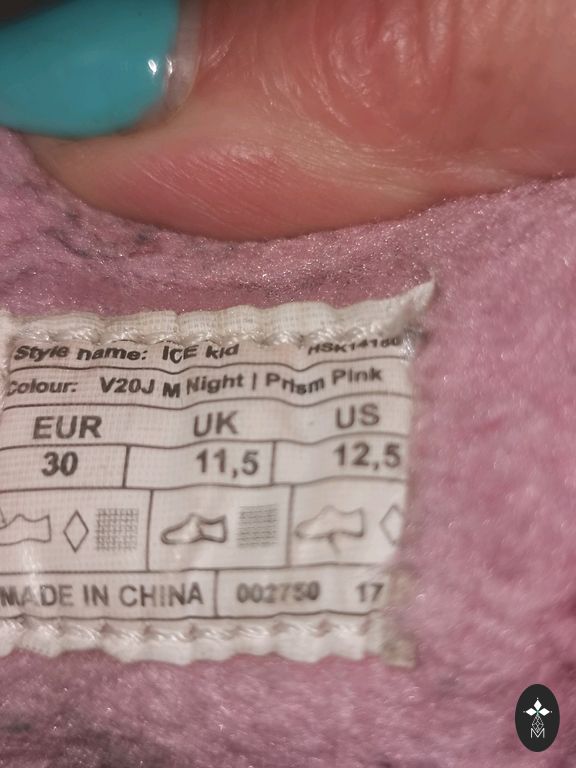 Style name: ICE kid HSK14180
Colour: V20J M Night | Prism Pink
EUR UK US
30 11,5 12,5
MADE IN CHINA 002750 17
M